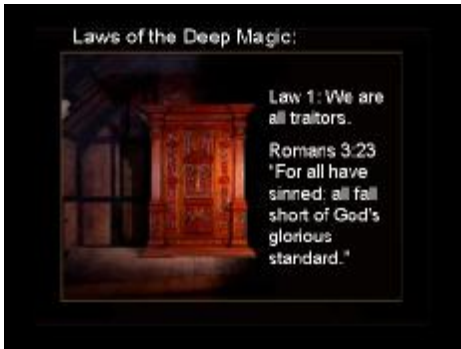 Laws of the Deep Magic:
Law 1: We are
all traitors.
Romans 3:23
"For all have
sinned; all fall
short of God's
glorious
standard."